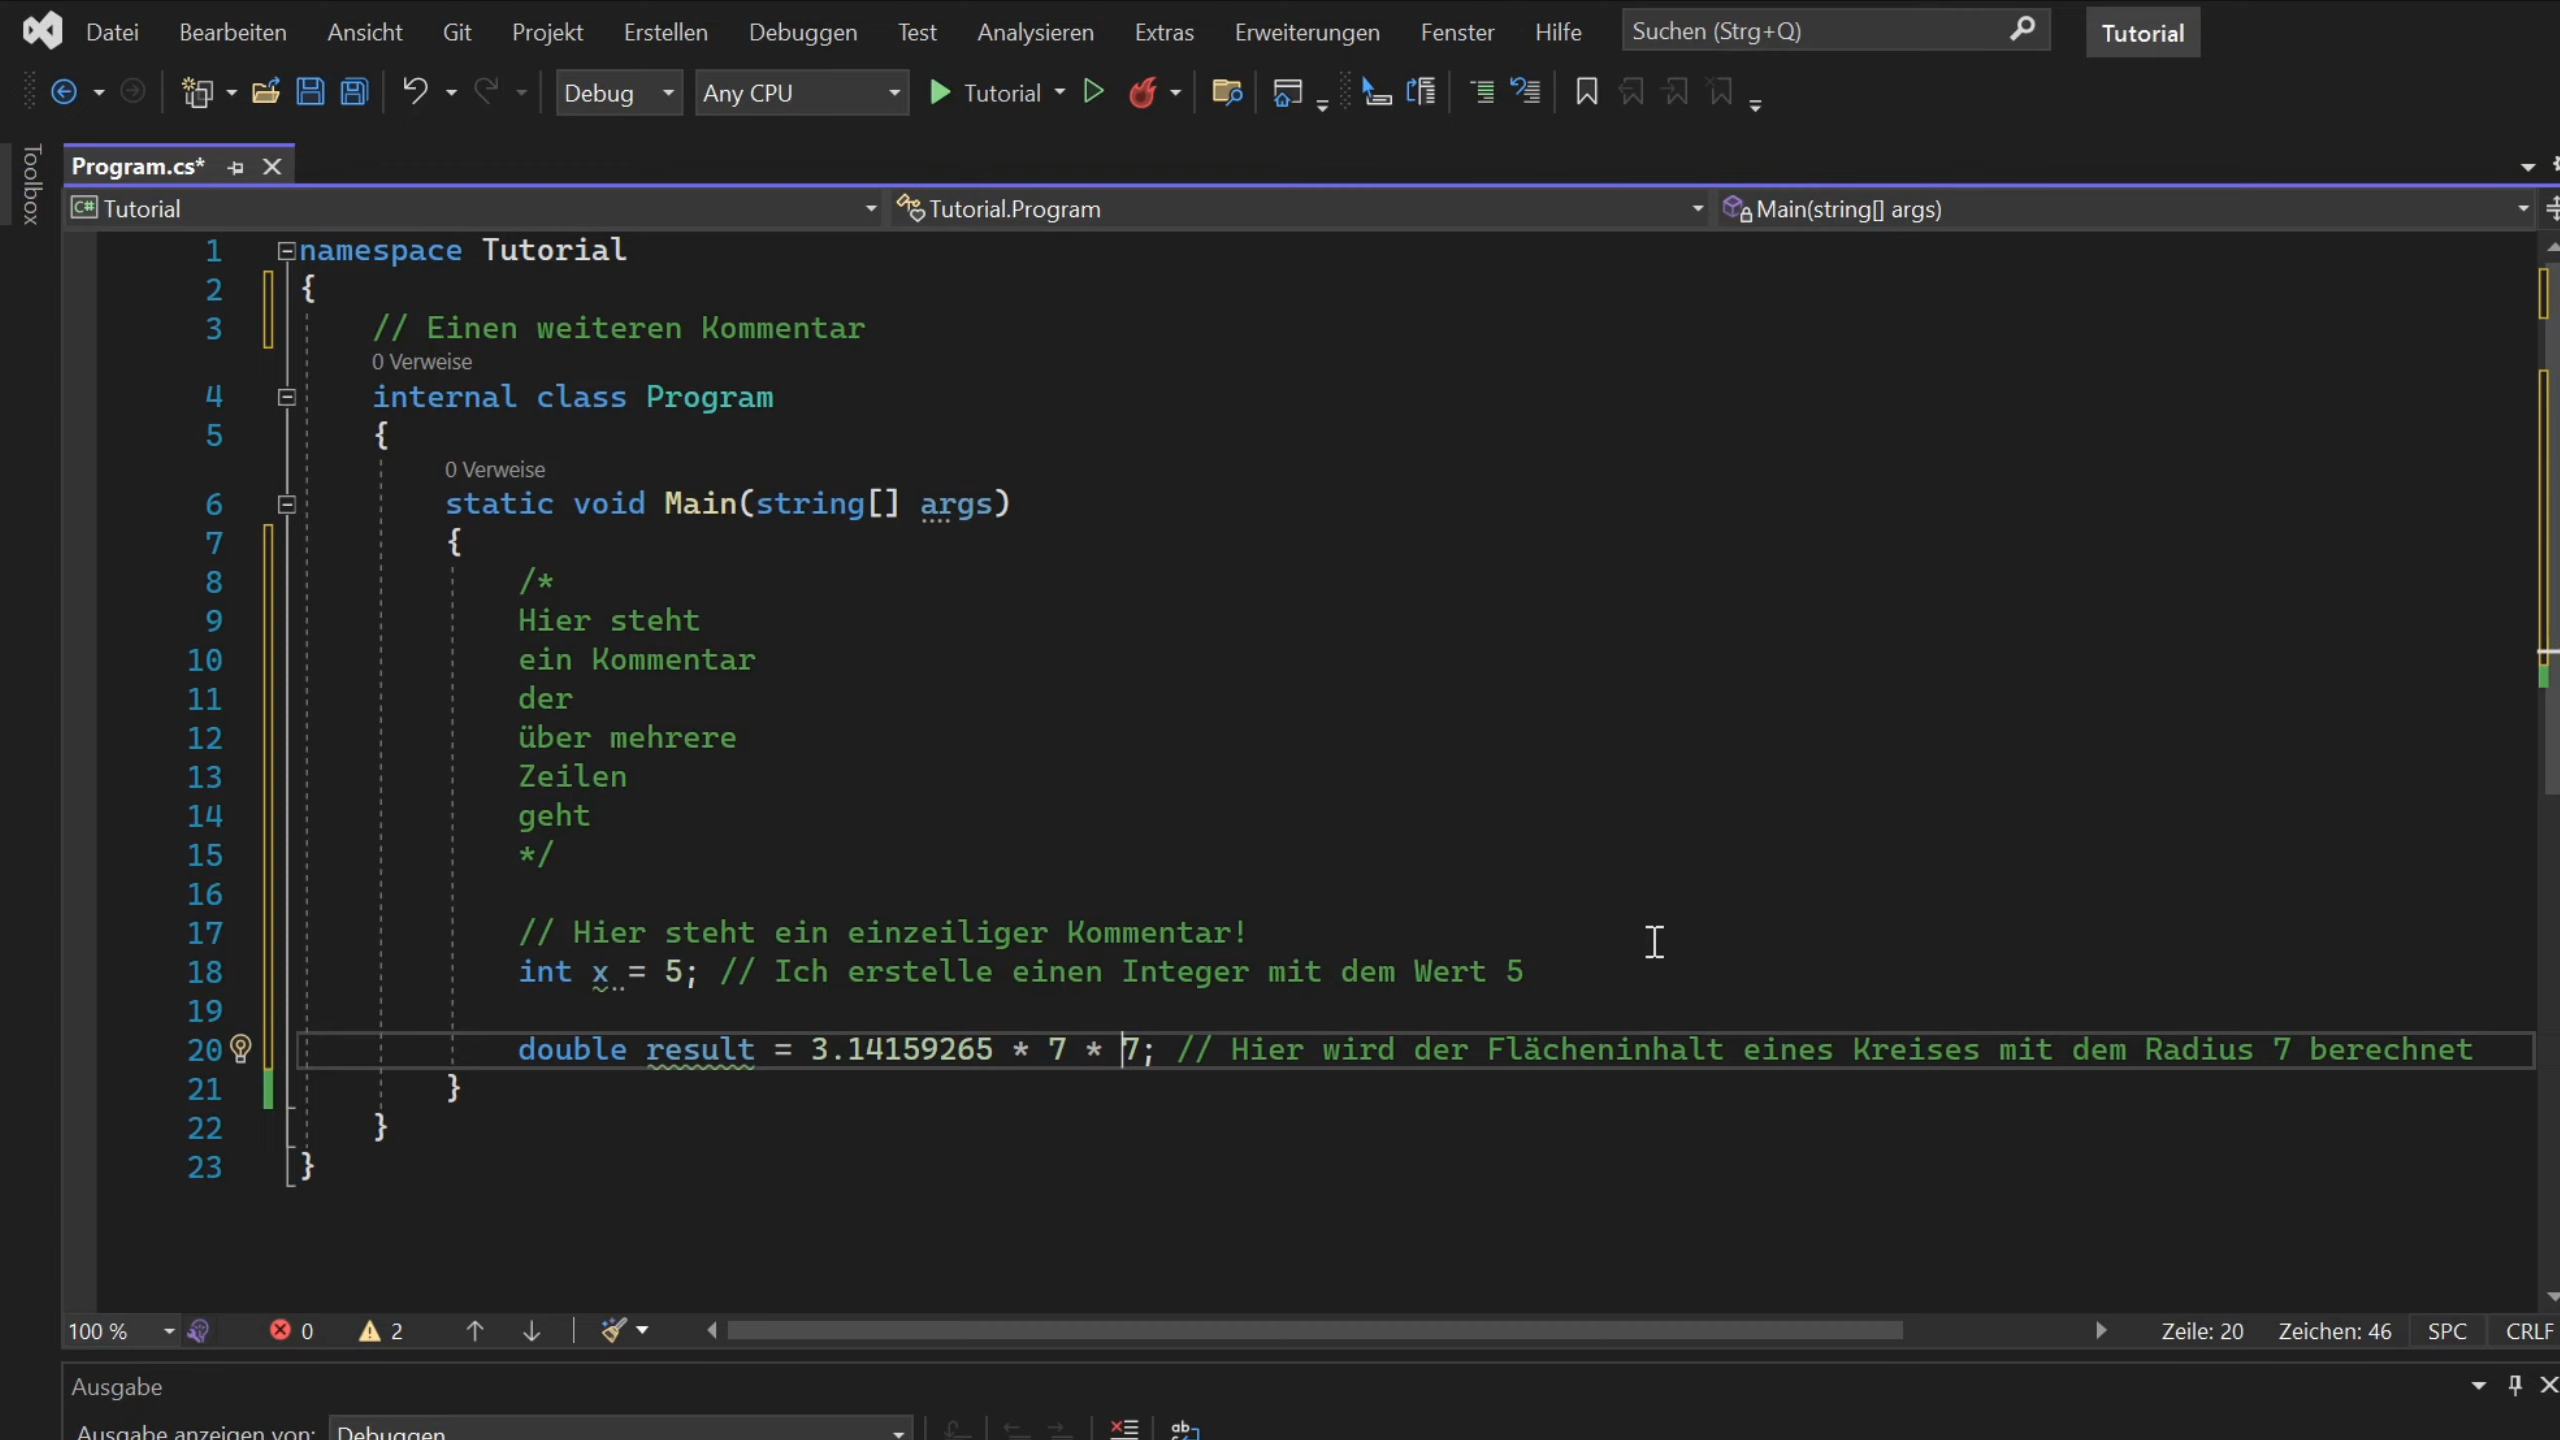 Datei Bearbeiten Ansicht Git Projekt Erstellen Debuggen Test Analysieren Extras Erweiterungen Fenster Hilfe Suchen (Strg+Q) Tutorial
Debug Any CPU Tutorial
Toolbox
Program.cs*
C# Tutorial Tutorial.Program Main(string[] args)
1 namespace Tutorial
2 {
3 // Einen weiteren Kommentar
0 Verweise
4 internal class Program
5 {
0 Verweise
6 static void Main(string[] args)
7 {
8 /*
9 Hier steht
10 ein Kommentar
11 der
12 über mehrere
13 Zeilen
14 geht
15 */
16
17 // Hier steht ein einzeiliger Kommentar!
18 int x = 5; // Ich erstelle einen Integer mit dem Wert 5
19
20 double result = 3.14159265 * 7 * 7; // Hier wird der Flächeninhalt eines Kreises mit dem Radius 7 berechnet
21 }
22 }
23 }
100 % 0 2 Zeile: 20 Zeichen: 46 SPC CRLF
Ausgabe
Ausgabe anzeigen von: Debuggen